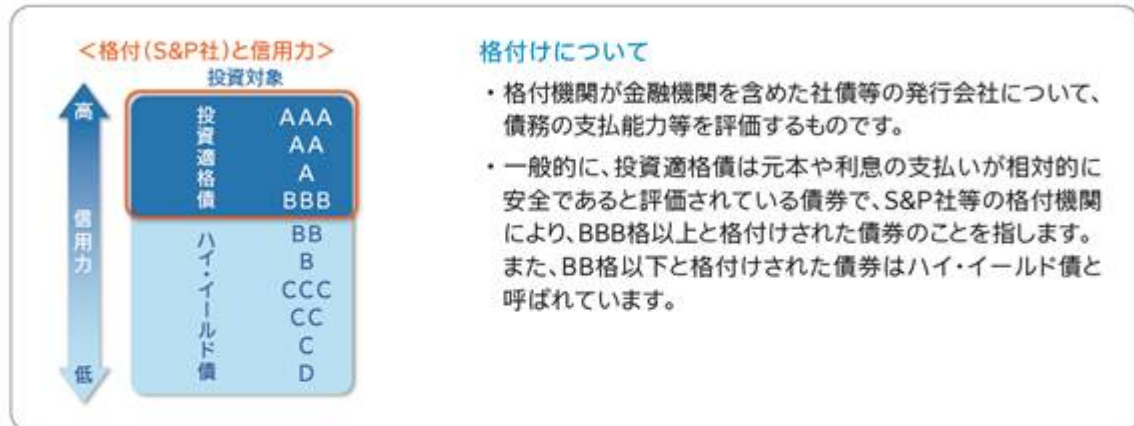 <格付(S&P社)と信用力>
投資対象
高
信用力
低
投資適格債
AAA
AA
A
BBB
ハイ・イールド債
BB
B
CCC
CC
C
D
格付けについて
・格付機関が金融機関を含めた社債等の発行会社について、
債務の支払能力等を評価するものです。
・一般的に、投資適格債は元本や利息の支払いが相対的に
安全であると評価されている債券で、S&P社等の格付機関
により、BBB格以上と格付けされた債券のことを指します。
また、BB格以下と格付けされた債券はハイ・イールド債と
呼ばれています。